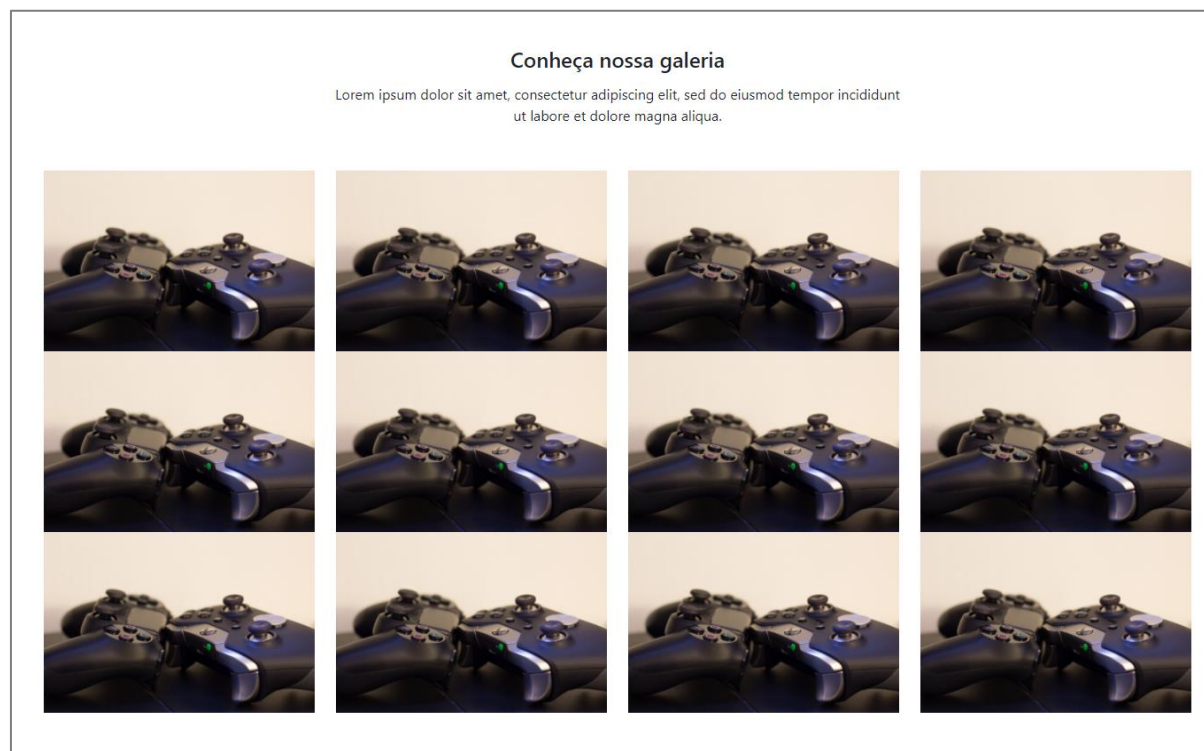 Conheça nossa galeria
Lorem ipsum dolor sit amet, consectetur adipiscing elit, sed do eiusmod tempor incididunt
ut labore et dolore magna aliqua.